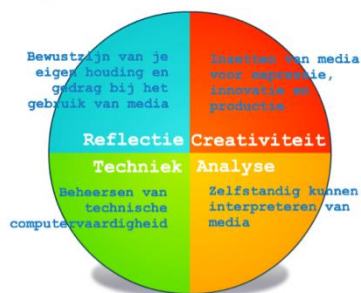 Bewustzijn van je
eigen houding en
gedrag bij het
gebruik van media
Reflectie
Inzetten van media
voor expressie,
innovatie en
productie
Creativiteit
Techniek
Beheersen van
technische
computervaardigheid
Analyse
Zelfstandig kunnen
interpreteren van
media